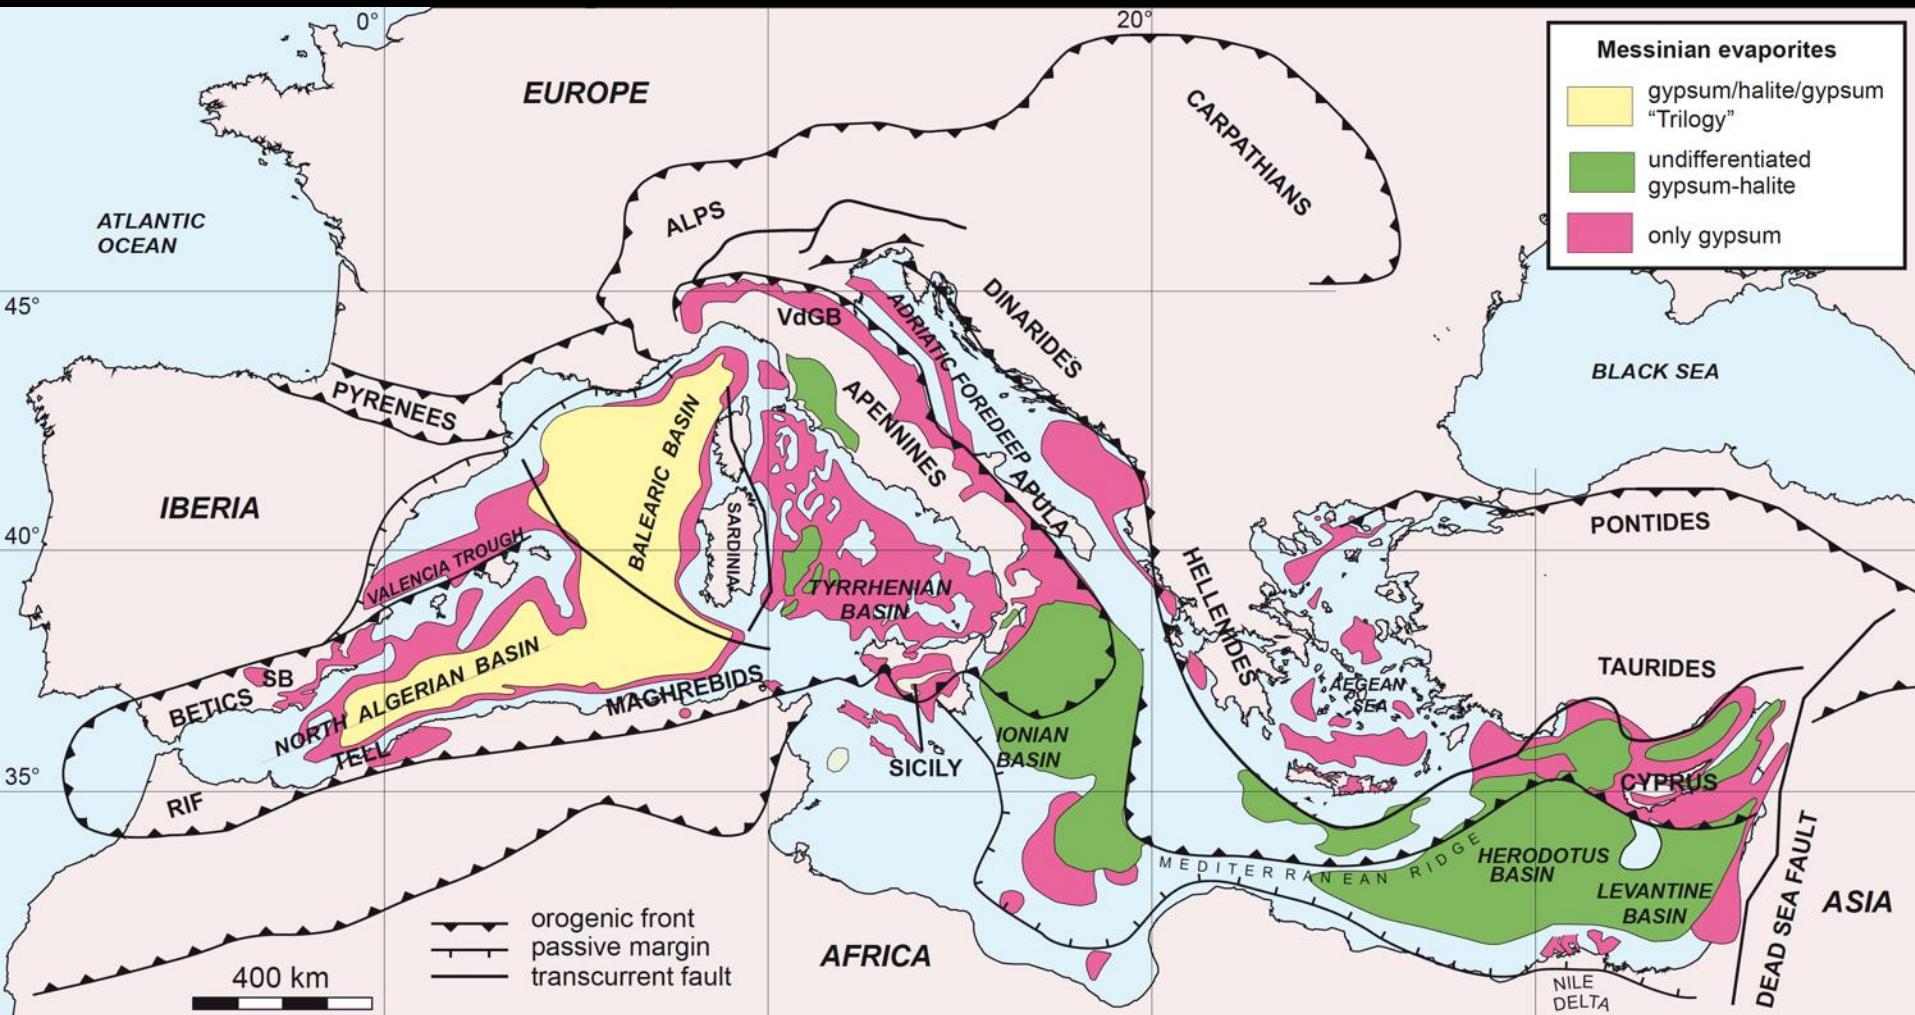 0°
20°
Messinian evaporites
gypsum/halite/gypsum
“Trilogy”
undifferentiated
gypsum-halite
only gypsum
EUROPE
CARPATHIANS
ATLANTIC
OCEAN
ALPS
45°
VdGB
DINARIDES
ADRIATIC FOREDEEP
BLACK SEA
PYRENEES
APENNINES
BALEARIC BASIN
IBERIA
SARDINIA
APULA
PONTIDES
40°
VALENCIA TROUGH
TYRRHENIAN
BASIN
HELLENIDES
SB
BETICS
NORTH ALGERIAN BASIN
MAGHREBIDS
TAURIDES
AEGEAN
SEA
TELL
IONIAN
BASIN
SICILY
35°
RIF
CYPRUS
MEDITERRANEAN RIDGE
HERODOTUS
BASIN
LEVANTINE
BASIN
DEAD SEA FAULT
ASIA
AFRICA
orogenic front
passive margin
transcurrent fault
400 km
NILE
DELTA